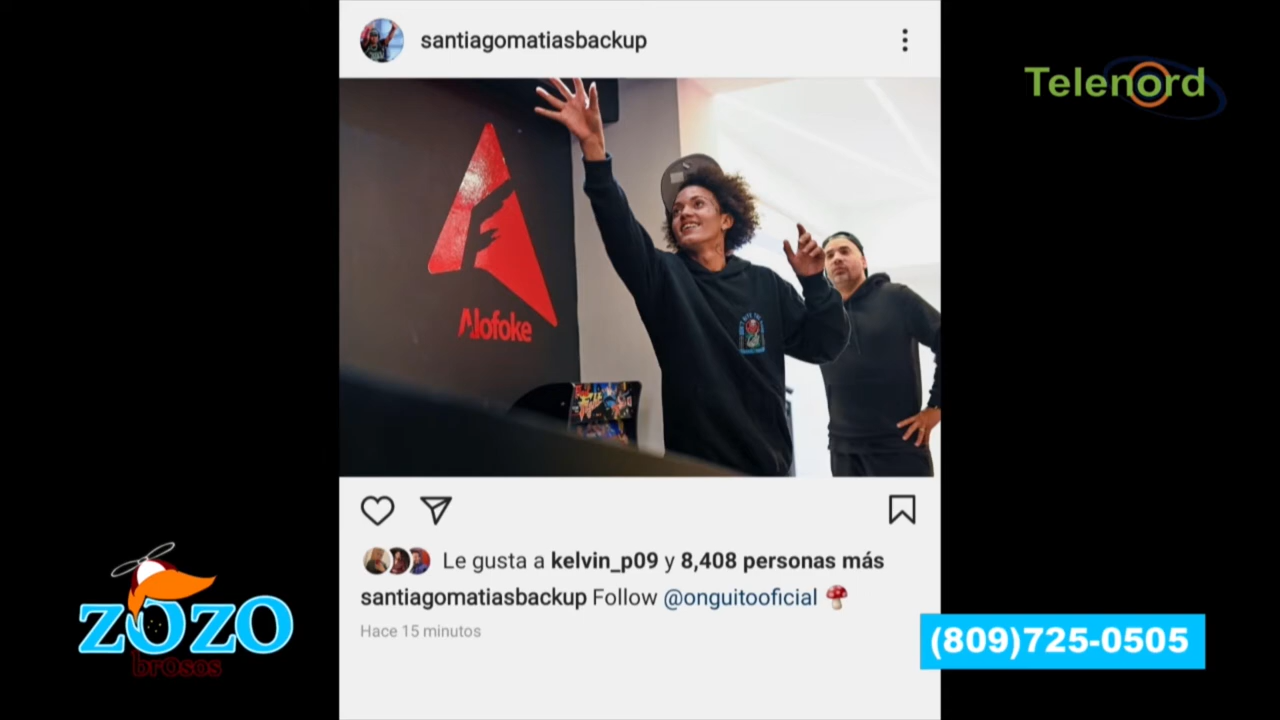 santiagomatiasbackup
Telenord
Alofoke
Le gusta a kelvin_p09 y 8,408 personas más
santiagomatiasbackup Follow @onguitooficial
Hace 15 minutos
zOzO
brOsos
(809)725-0505